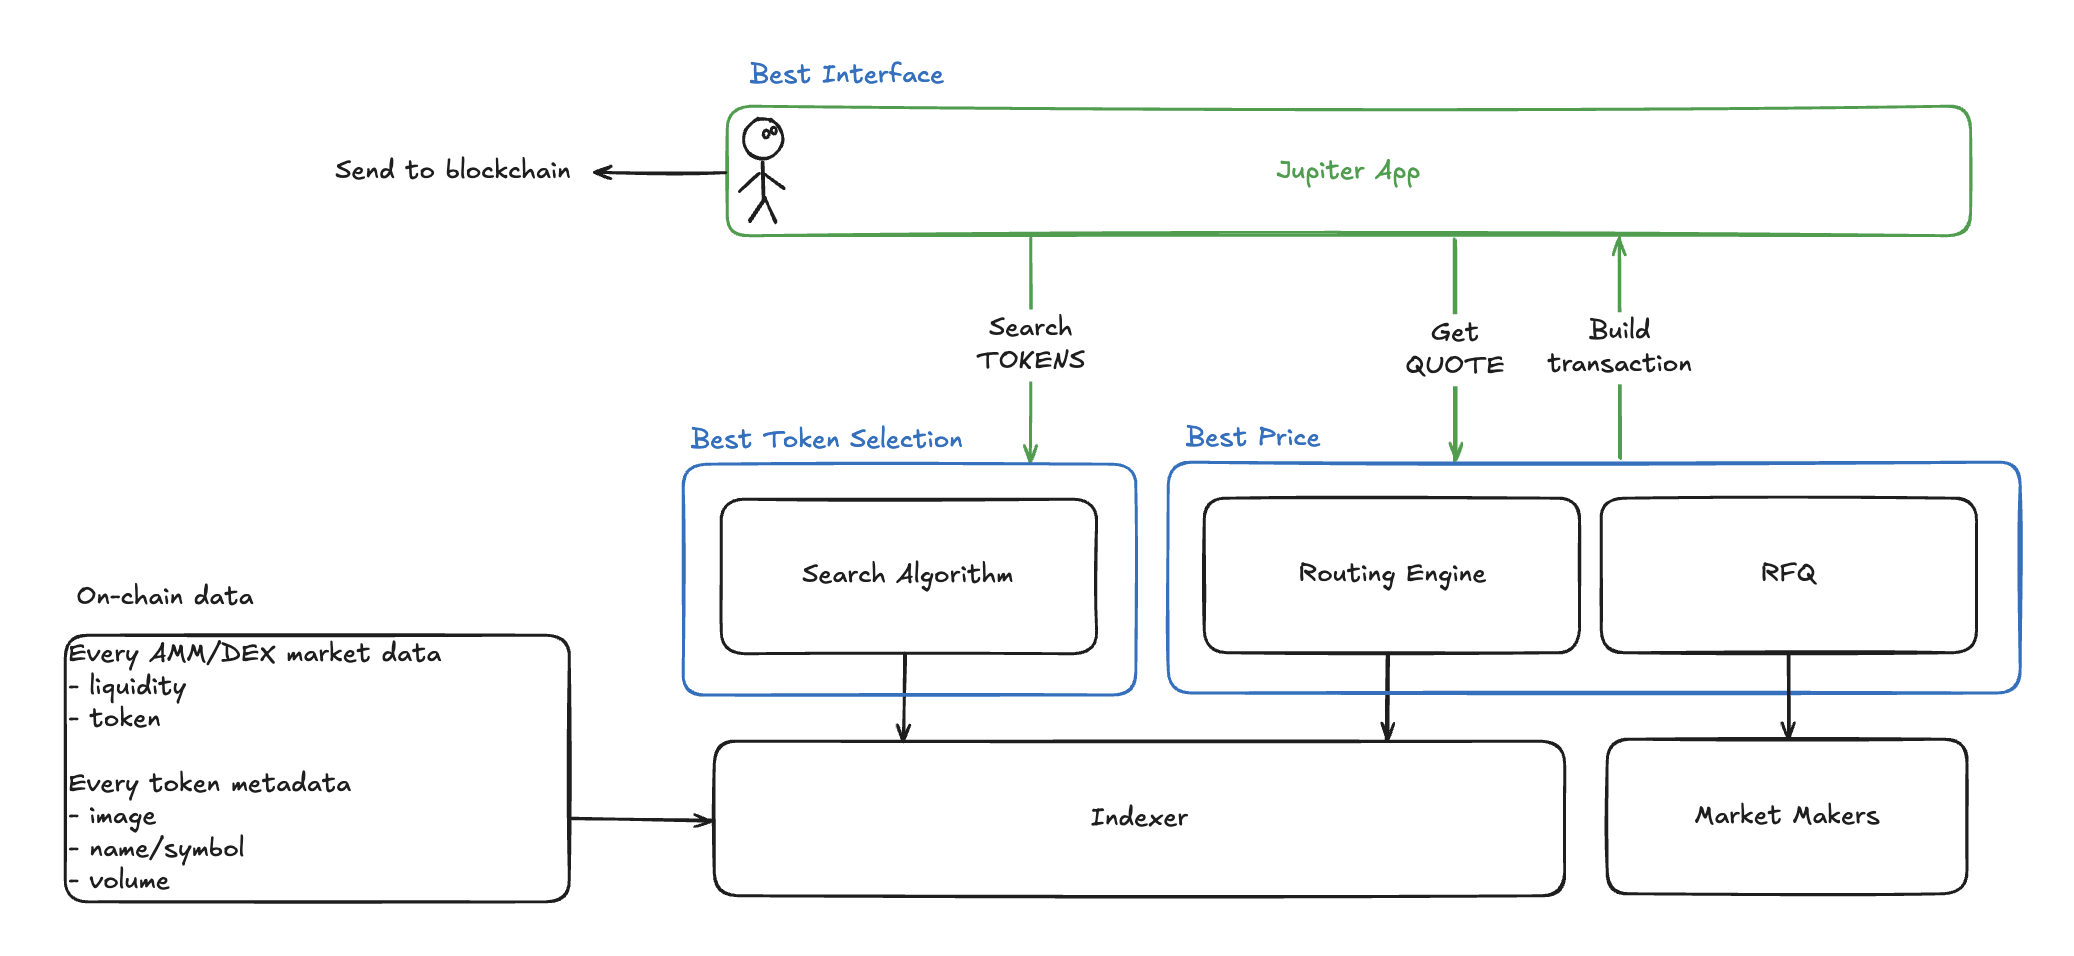 Best Interface
Send to blockchain
Jupiter App
Search
TOKENS
Get
QUOTE
Build
transaction
Best Token Selection
Best Price
Search Algorithm
Routing Engine
RFQ
On-chain data
Every AMM/DEX market data
- liquidity
- token
Every token metadata
- image
- name/symbol
- volume
Indexer
Market Makers